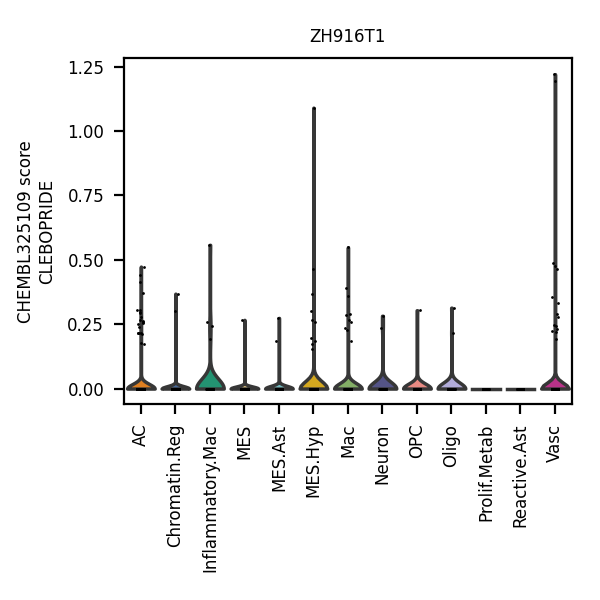 ZH916T1
CHEMBL325109 score
CLEBOPRIDE
1.25
1.00
0.75
0.50
0.25
0.00
AC
Chromatin.Reg
Inflammatory.Mac
MES
MES.Ast
MES.Hyp
Mac
Neuron
OPC
Oligo
Prolif.Metab
Reactive.Ast
Vasc